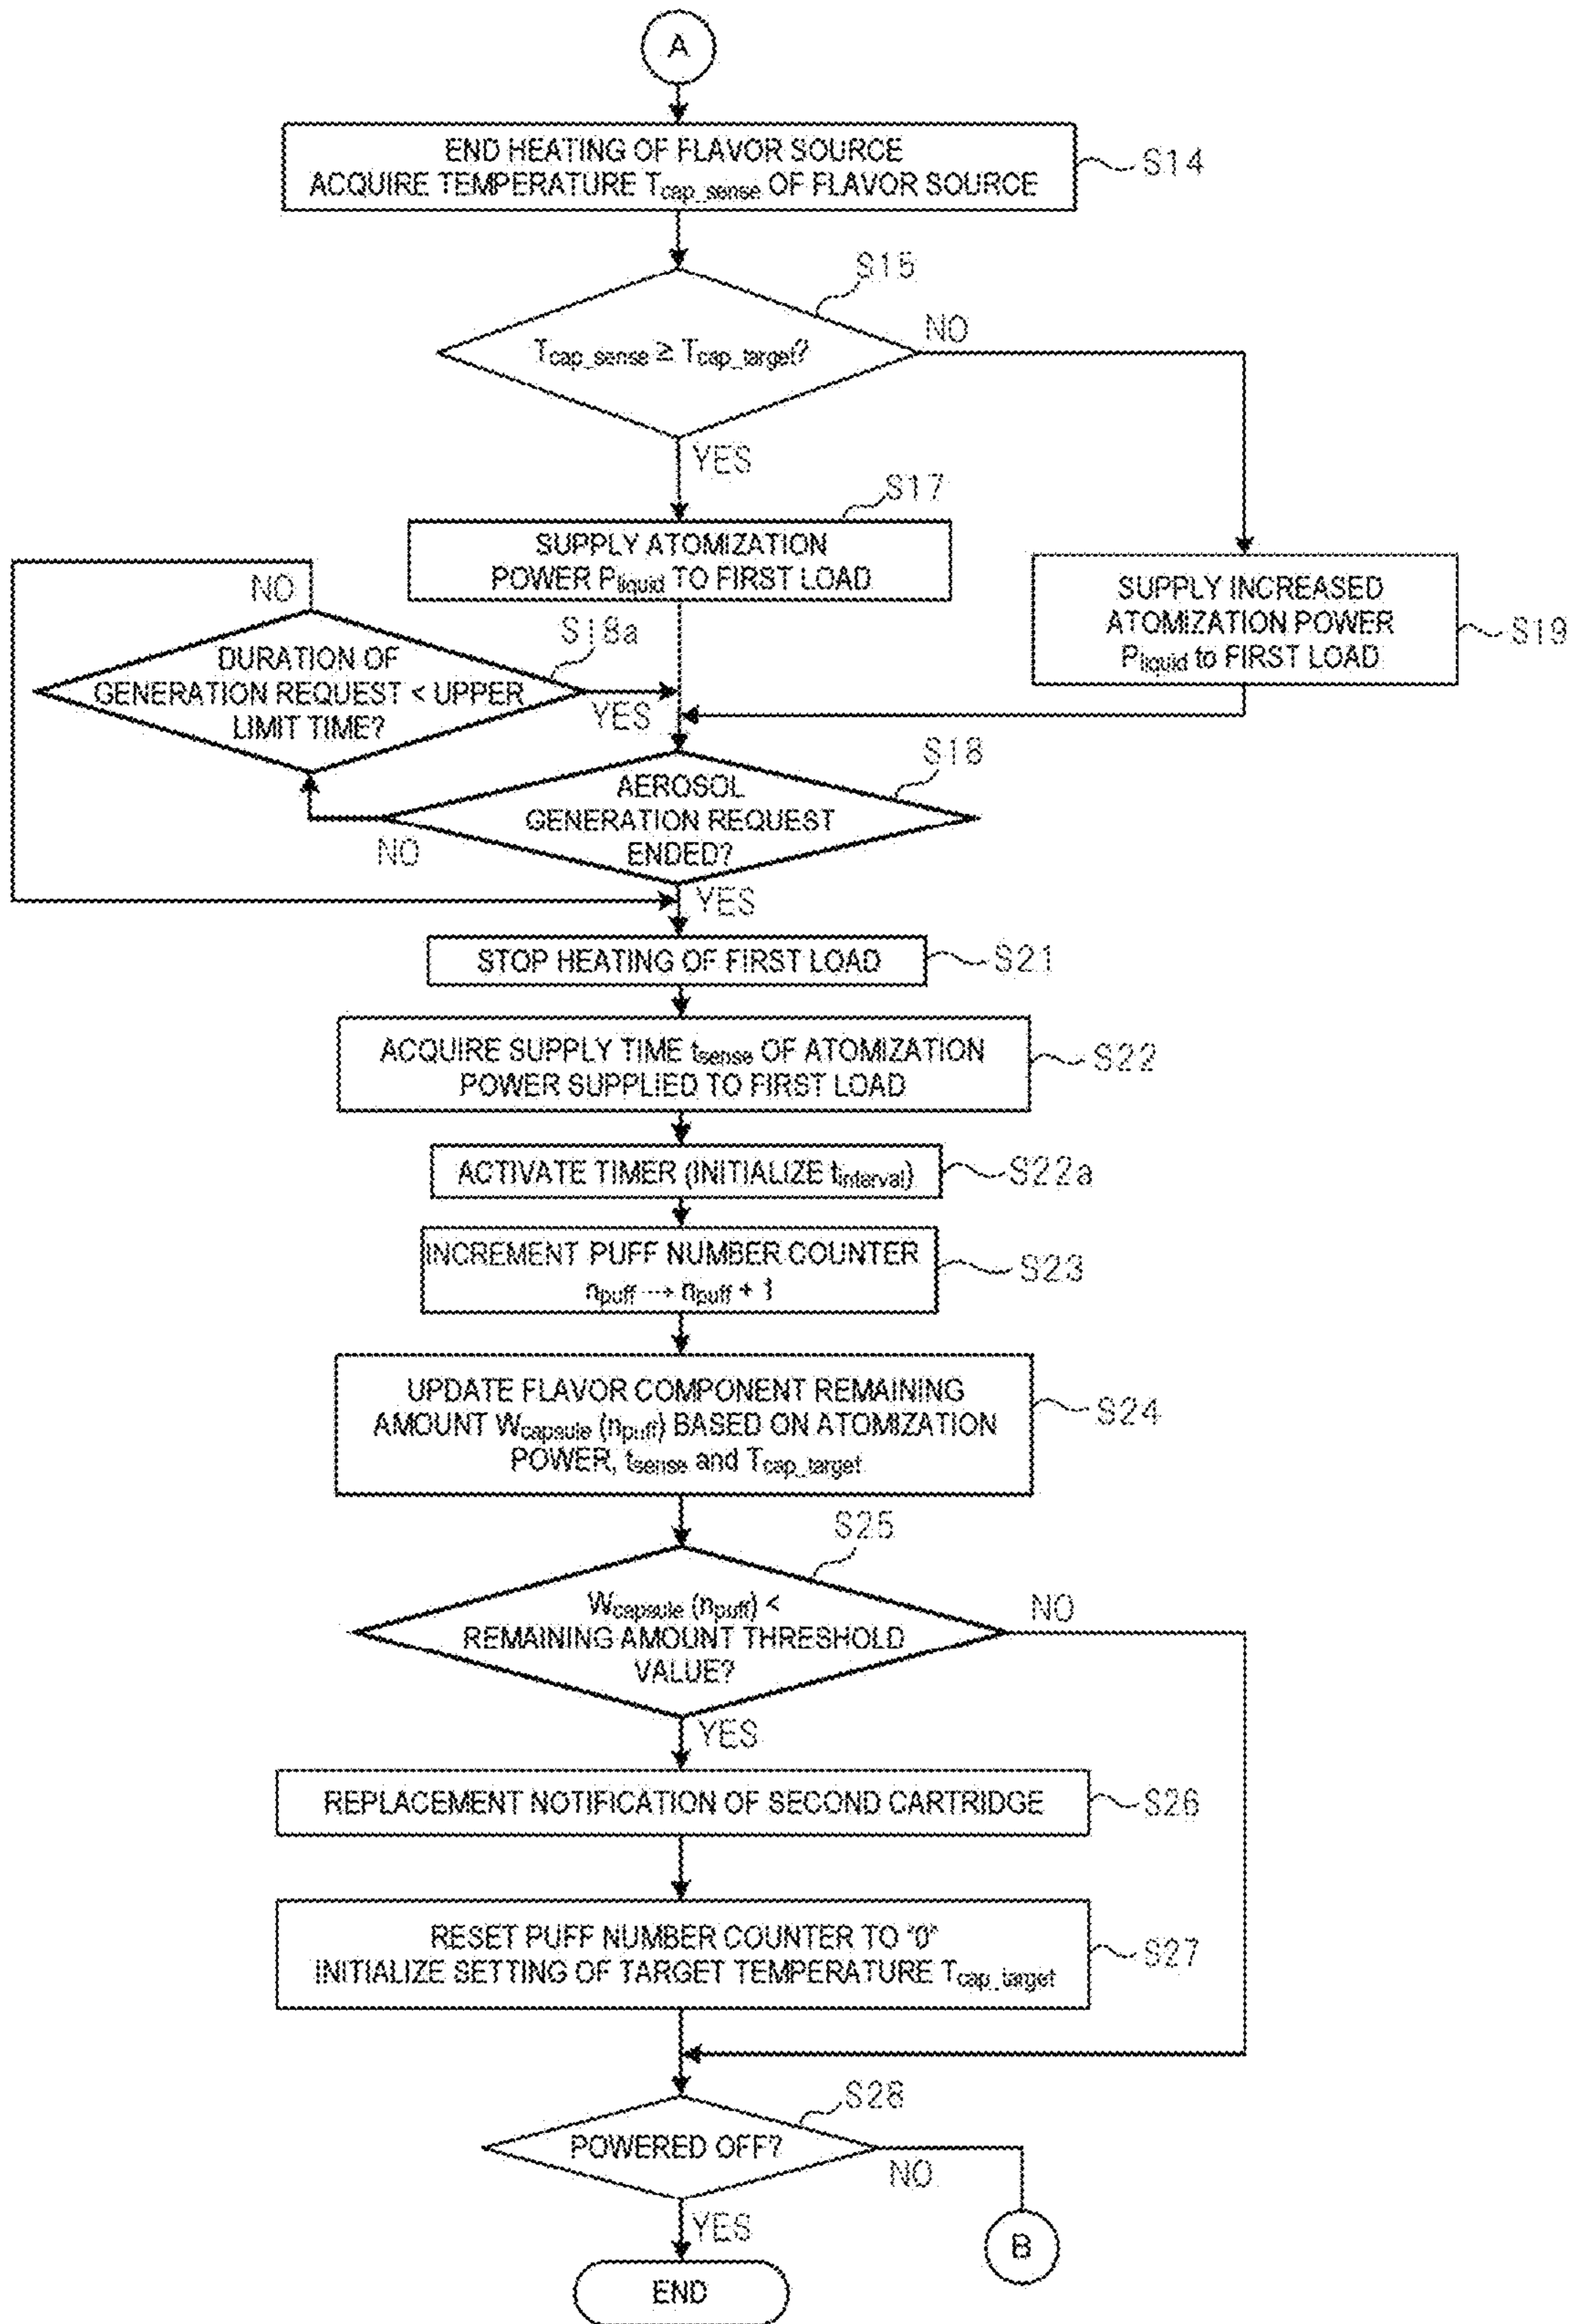 A
END HEATING OF FLAVOR SOURCE
ACQUIRE TEMPERATURE Tcap_sense OF FLAVOR SOURCE
S14
S15
Tcap_sense ≥ Tcap_target?
NO
YES
S17
SUPPLY ATOMIZATION
POWER Pliquid TO FIRST LOAD
SUPPLY INCREASED
ATOMIZATION POWER
Pliquid to FIRST LOAD
S19
NO
S18a
DURATION OF
GENERATION REQUEST < UPPER
LIMIT TIME?
YES
S18
AEROSOL
GENERATION REQUEST
ENDED?
NO
YES
STOP HEATING OF FIRST LOAD
S21
ACQUIRE SUPPLY TIME tsense OF ATOMIZATION
POWER SUPPLIED TO FIRST LOAD
S22
ACTIVATE TIMER (INITIALIZE tinterval)
S22a
INCREMENT PUFF NUMBER COUNTER
npuff → npuff + 1
S23
UPDATE FLAVOR COMPONENT REMAINING
AMOUNT Wcapsule (npuff) BASED ON ATOMIZATION
POWER, tsense and Tcap_target
S24
S25
Wcapsule (npuff) <
REMAINING AMOUNT THRESHOLD
VALUE?
NO
YES
REPLACEMENT NOTIFICATION OF SECOND CARTRIDGE
S26
RESET PUFF NUMBER COUNTER TO "0"
INITIALIZE SETTING OF TARGET TEMPERATURE Tcap_target
S27
S28
POWERED OFF?
NO
YES
B
END